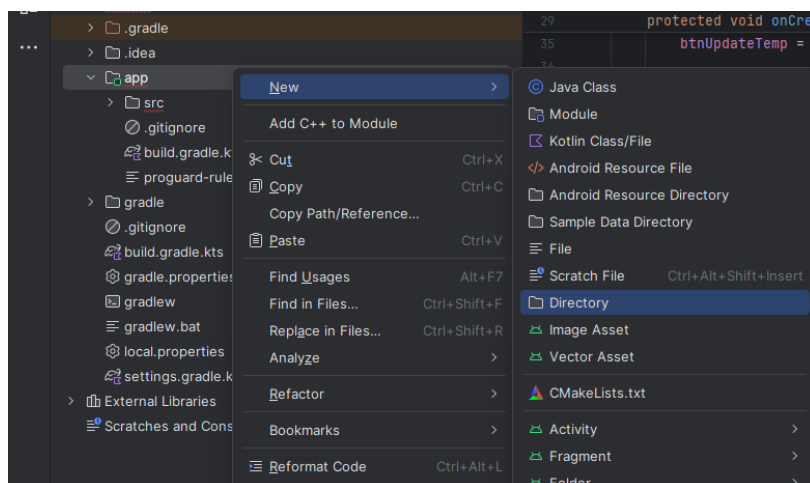 .gradle
.idea
app
src
.gitignore
build.gradle.k
proguard-rule
gradle
.gitignore
build.gradle.kts
gradle.properties
gradlew
gradlew.bat
local.properties
settings.gradle.k
External Libraries
Scratches and Cons
New
Add C++ to Module
Cut Ctrl+X
Copy Ctrl+C
Copy Path/Reference...
Paste Ctrl+V
Find Usages Alt+F7
Find in Files... Ctrl+Shift+F
Replace in Files... Ctrl+Shift+R
Analyze
Refactor
Bookmarks
Reformat Code Ctrl+Alt+L
29 protected void onCre
35 btnUpdateTemp =
Java Class
Module
Kotlin Class/File
Android Resource File
Android Resource Directory
Sample Data Directory
File
Scratch File Ctrl+Alt+Shift+Insert
Directory
Image Asset
Vector Asset
CMakeLists.txt
Activity
Fragment
Folder